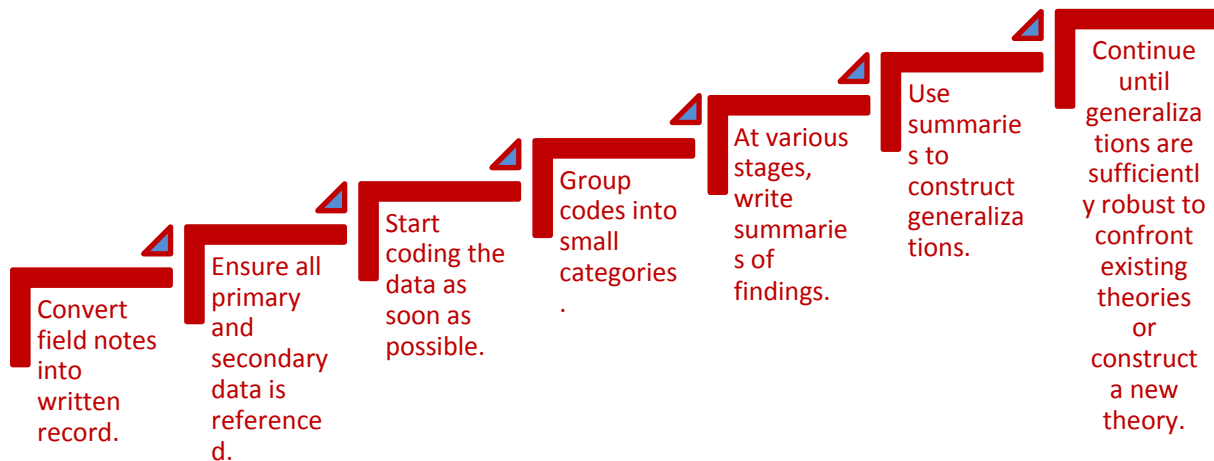 Convert
field notes
into
written
record.
Ensure all
primary
and
secondary
data is
reference
d.
Start
coding the
data as
soon as
possible.
Group
codes into
small
categories
.
At various
stages,
write
summarie
s of
findings.
Use
summarie
s to
construct
generaliza
tions.
Continue
until
generaliza
tions are
sufficientl
y robust to
confront
existing
theories
or
construct
a new
theory.